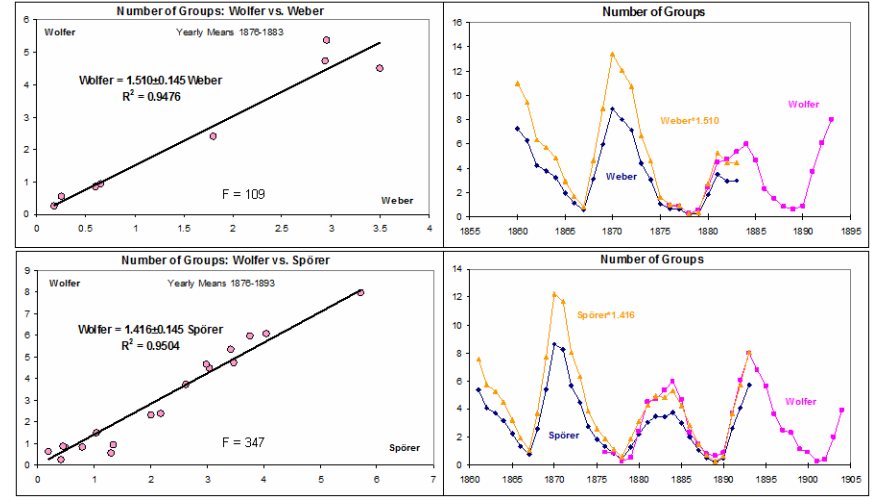 Number of Groups: Wolfer vs. Weber
Wolfer
Yearly Means 1876-1883
Wolfer = 1.510±0.145 Weber
R² = 0.9476
F = 109
Weber
6
5
4
3
2
1
0
0 0.5 1 1.5 2 2.5 3 3.5 4
Number of Groups
Weber*1.510
Wolfer
Weber
16
14
12
10
8
6
4
2
0
1855 1860 1865 1870 1875 1880 1885 1890 1895
Number of Groups: Wolfer vs. Spörer
Wolfer
Yearly Means 1876-1893
Wolfer = 1.416±0.145 Spörer
R² = 0.9504
F = 347
Spörer
9
8
7
6
5
4
3
2
1
0
0 1 2 3 4 5 6 7
Number of Groups
Spörer*1.416
Wolfer
Spörer
14
12
10
8
6
4
2
0
1860 1865 1870 1875 1880 1885 1890 1895 1900 1905